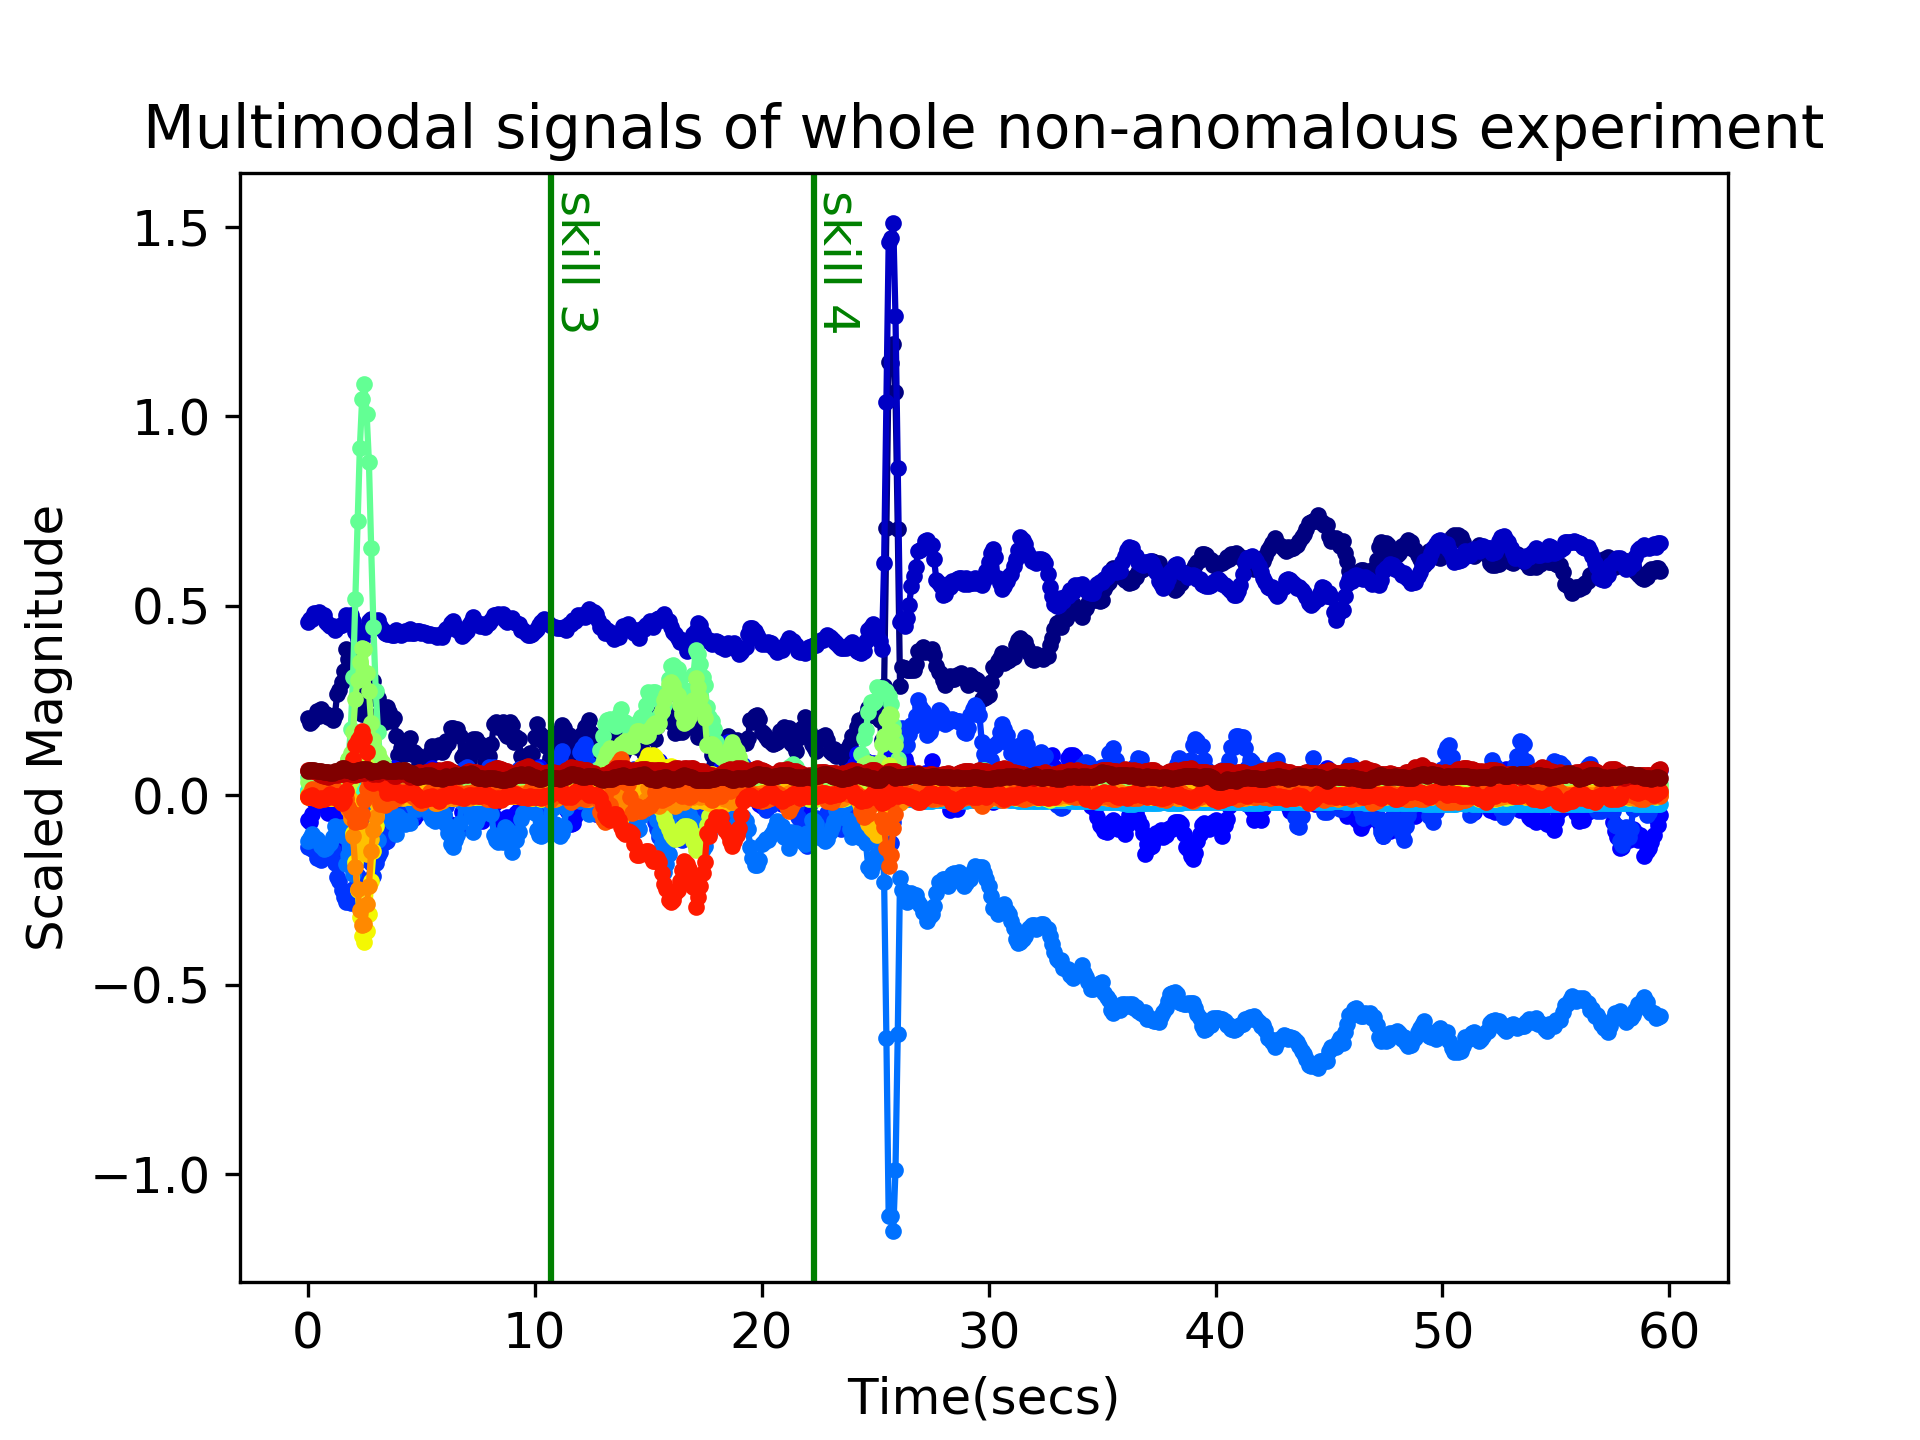 Multimodal signals of whole non-anomalous experiment
skill 3
skill 4
1.5
1.0
0.5
0.0
−0.5
−1.0
Scaled Magnitude
0 10 20 30 40 50 60
Time(secs)